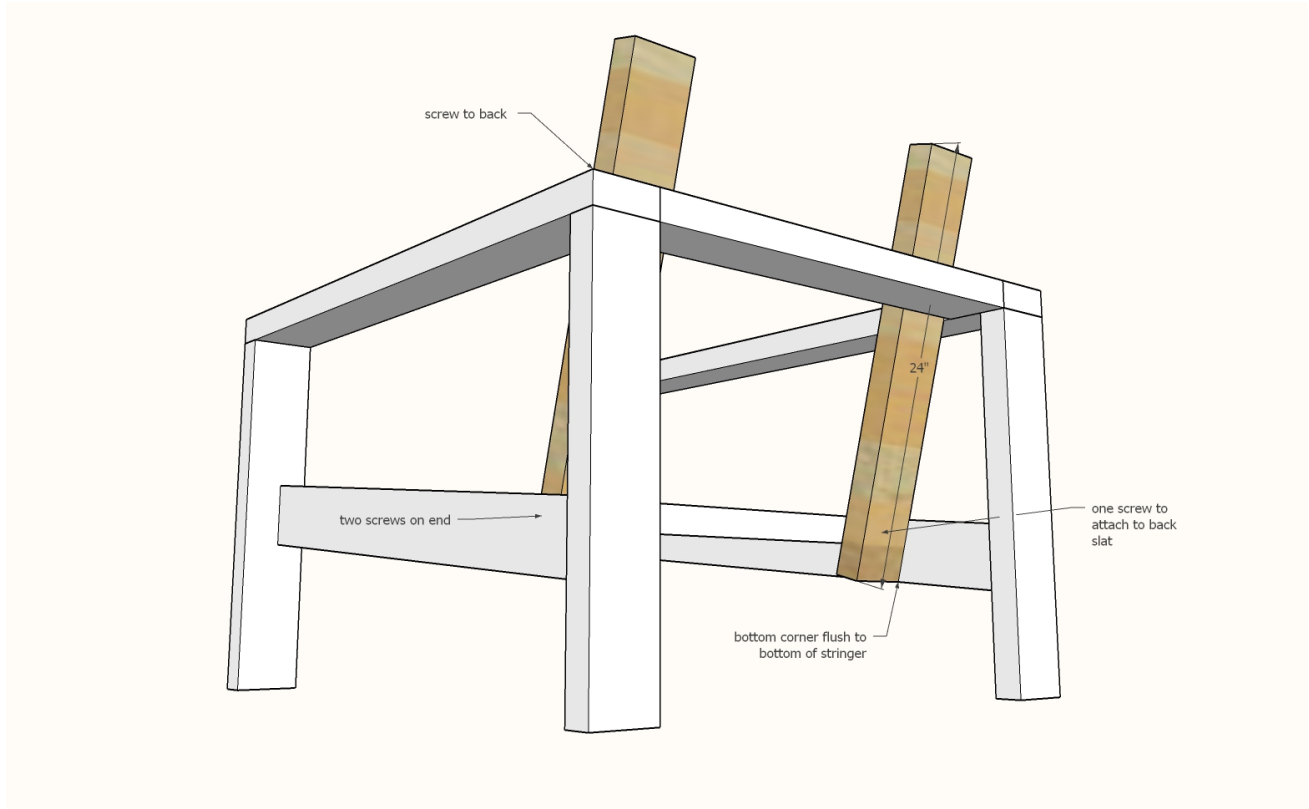 screw to back
24"
two screws on end
one screw to
attach to back
slat
bottom corner flush to
bottom of stringer